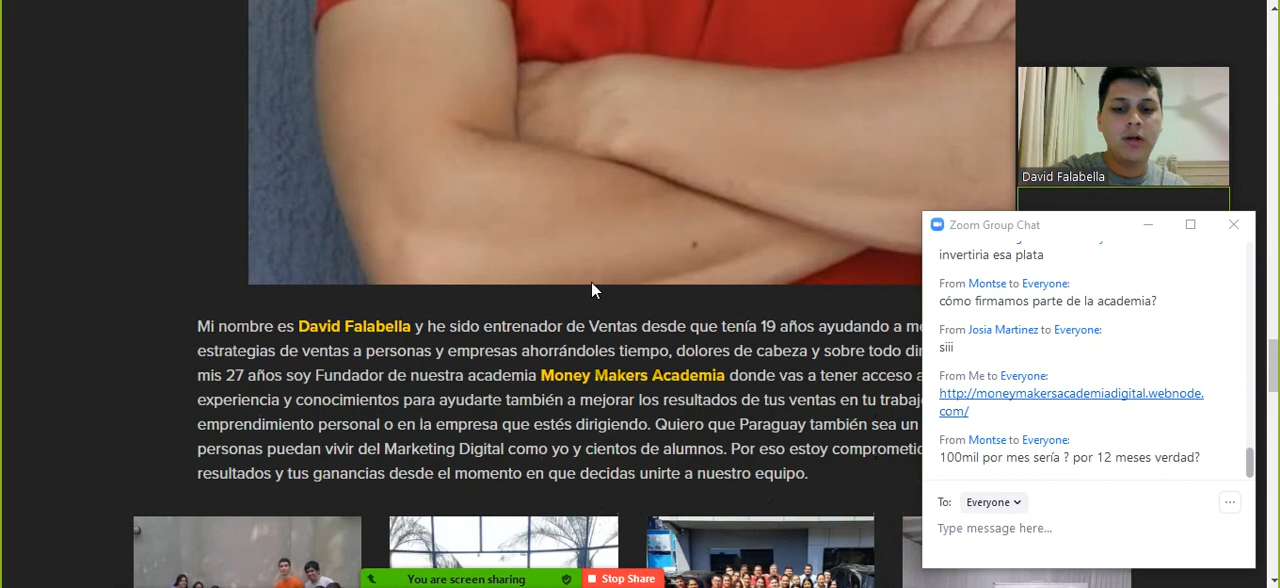 David Falabella
Zoom Group Chat
invertiria esa plata
From Montse to Everyone:
cómo firmamos parte de la academia?
From Josia Martinez to Everyone:
siii
From Me to Everyone:
http://moneymakersacademiadigital.webnode.
com/
From Montse to Everyone:
100mil por mes sería ? por 12 meses verdad?
To: Everyone
Type message here...
Mi nombre es David Falabella y he sido entrenador de Ventas desde que tenía 19 años ayudando a
estrategias de ventas a personas y empresas ahorrándoles tiempo, dolores de cabeza y sobre todo
mis 27 años soy Fundador de nuestra academia Money Makers Academia donde vas a tener acceso a
experiencia y conocimientos para ayudarte también a mejorar los resultados de tus ventas en tu
emprendimiento personal o en la empresa que estés dirigiendo. Quiero que Paraguay también sea un
personas puedan vivir del Marketing Digital como yo y cientos de alumnos. Por eso estoy
resultados y tus ganancias desde el momento en que decidas unirte a nuestro equipo.
You are screen sharing
Stop Share